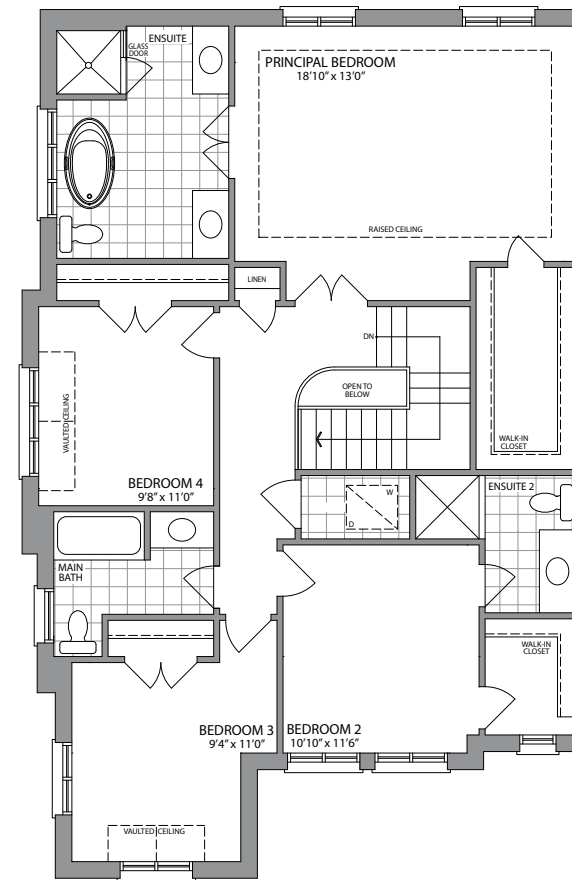 GLASS
DOOR
ENSUITE
PRINCIPAL BEDROOM
18'10" x 13'0"
RAISED CEILING
LINEN
DN
OPEN TO
BELOW
VAULTED CEILING
WALK-IN
CLOSET
BEDROOM 4
9'8" x 11'0"
W
D
ENSUITE 2
MAIN
BATH
WALK-IN
CLOSET
BEDROOM 3
9'4" x 11'0"
BEDROOM 2
10'10" x 11'6"
VAULTED CEILING